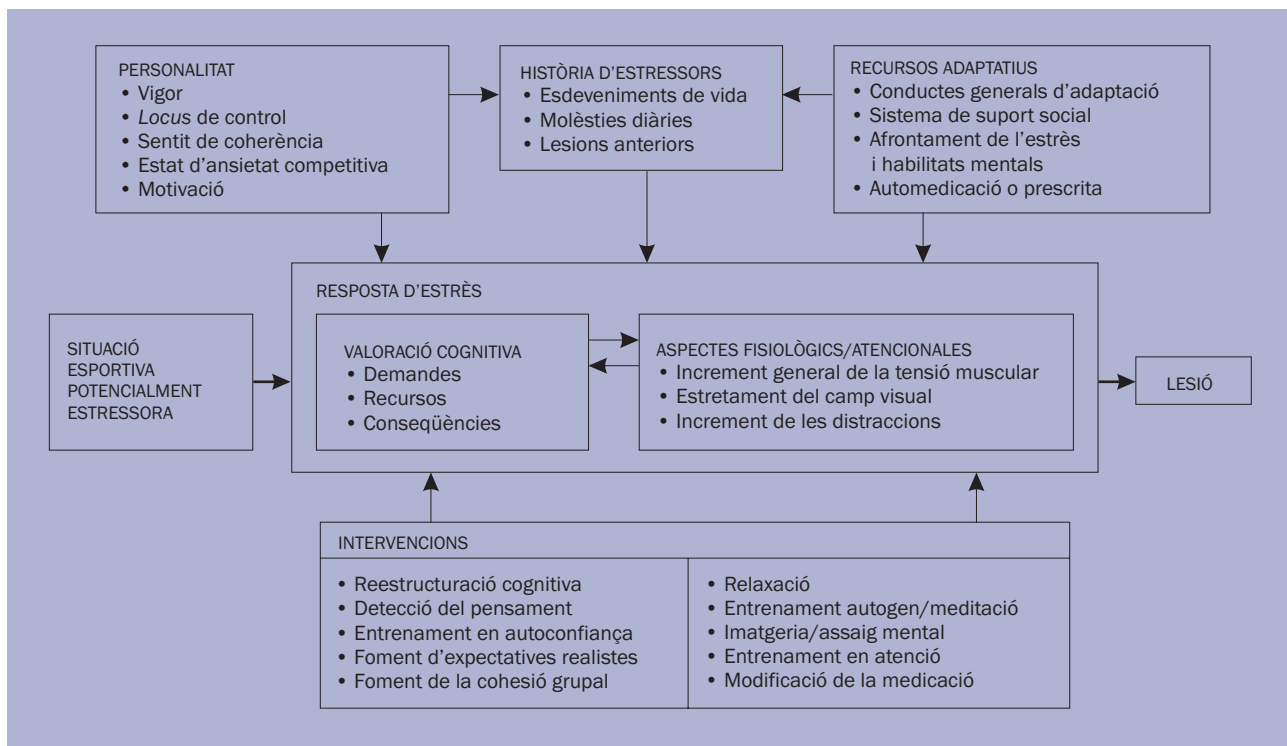 PERSONALITAT
• Vigor
• Locus de control
• Sentit de coherència
• Estat d'ansietat competitiva
• Motivació
HISTÒRIA D'ESTRESSORS
• Esdeveniments de vida
• Molèsties diàries
• Lesions anteriors
RECURSOS ADAPTATIUS
• Conductes generals d'adaptació
• Sistema de suport social
• Afrontament de l'estrès
i habilitats mentals
• Automedicació o prescrita
SITUACIÓ
ESPORTIVA
POTENCIALMENT
ESTRESSORA
RESPOSTA D'ESTRÈS
VALORACIÓ COGNITIVA
• Demandes
• Recursos
• Conseqüències
ASPECTES FISIOLÒGICS/ATENCIONALES
• Increment general de la tensió muscular
• Estretament del camp visual
• Increment de les distraccions
LESIÓ
INTERVENCIONS
• Reestructuració cognitiva
• Detecció del pensament
• Entrenament en autoconfiança
• Foment d'expectatives realistes
• Foment de la cohesió grupal
• Relaxació
• Entrenament autogen/meditació
• Imatgeria/assaig mental
• Entrenament en atenció
• Modificació de la medicació